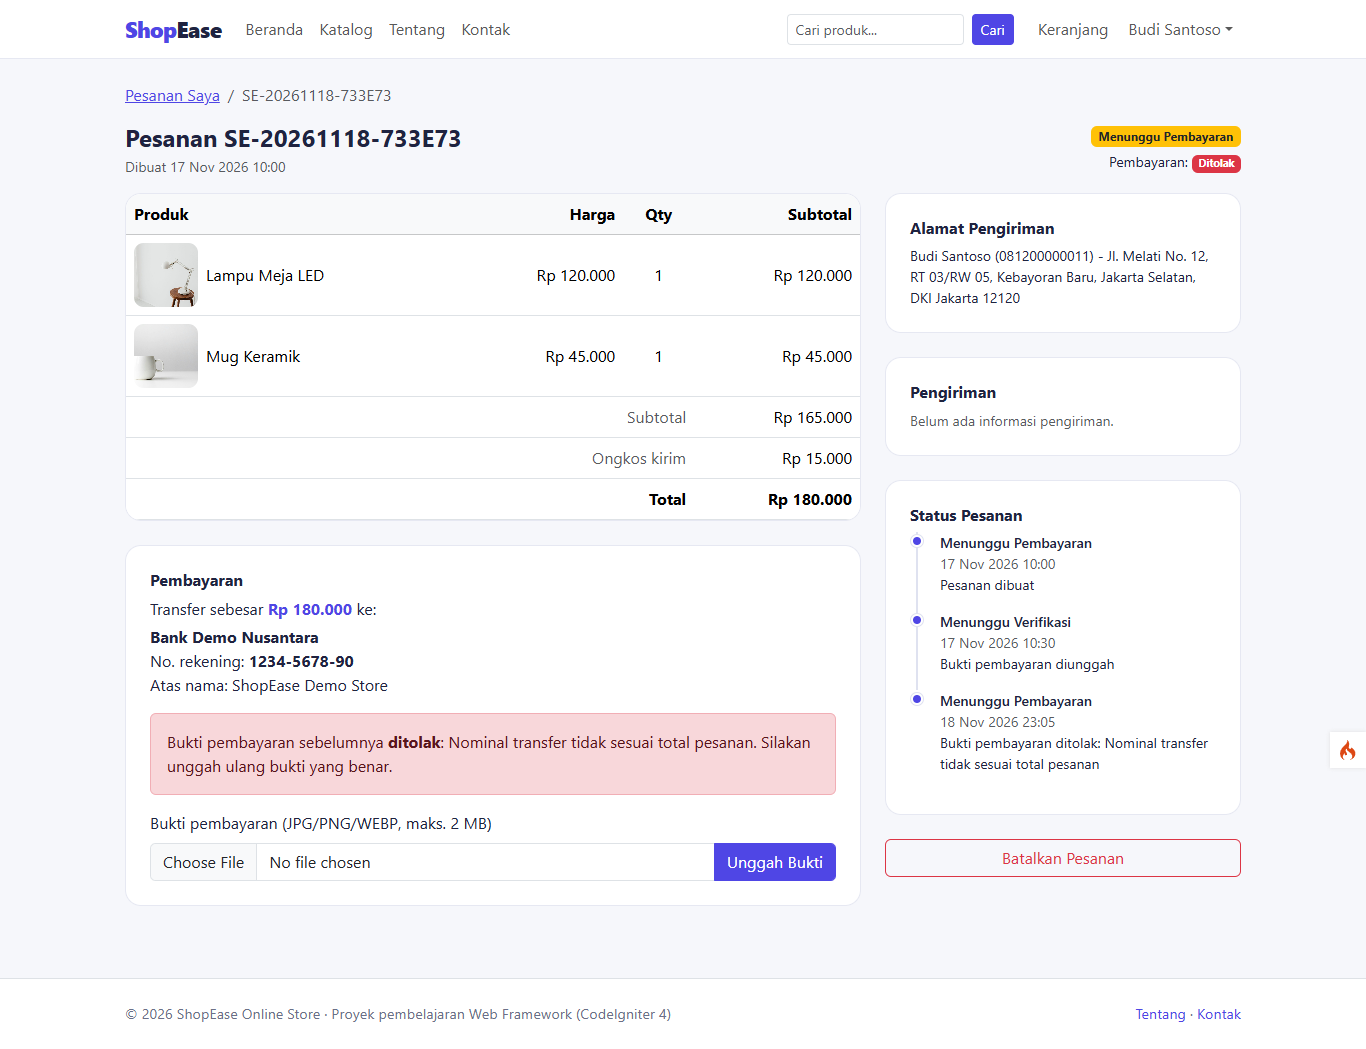 ShopEase Beranda Katalog Tentang Kontak Cari produk... Cari Keranjang Budi Santoso
Pesanan Saya / SE-20261118-733E73
Pesanan SE-20261118-733E73
Dibuat 17 Nov 2026 10:00
Menunggu Pembayaran
Pembayaran: Ditolak
Produk Harga Qty Subtotal
Lampu Meja LED Rp 120.000 1 Rp 120.000
Mug Keramik Rp 45.000 1 Rp 45.000
Subtotal Rp 165.000
Ongkos kirim Rp 15.000
Total Rp 180.000
Pembayaran
Transfer sebesar Rp 180.000 ke:
Bank Demo Nusantara
No. rekening: 1234-5678-90
Atas nama: ShopEase Demo Store
Bukti pembayaran sebelumnya ditolak: Nominal transfer tidak sesuai total pesanan. Silakan
unggah ulang bukti yang benar.
Bukti pembayaran (JPG/PNG/WEBP, maks. 2 MB)
Choose File No file chosen Unggah Bukti
Alamat Pengiriman
Budi Santoso (081200000011) - Jl. Melati No. 12,
RT 03/RW 05, Kebayoran Baru, Jakarta Selatan,
DKI Jakarta 12120
Pengiriman
Belum ada informasi pengiriman.
Status Pesanan
Menunggu Pembayaran
17 Nov 2026 10:00
Pesanan dibuat
Menunggu Verifikasi
17 Nov 2026 10:30
Bukti pembayaran diunggah
Menunggu Pembayaran
18 Nov 2026 23:05
Bukti pembayaran ditolak: Nominal transfer
tidak sesuai total pesanan
Batalkan Pesanan
© 2026 ShopEase Online Store · Proyek pembelajaran Web Framework (CodeIgniter 4)
Tentang · Kontak